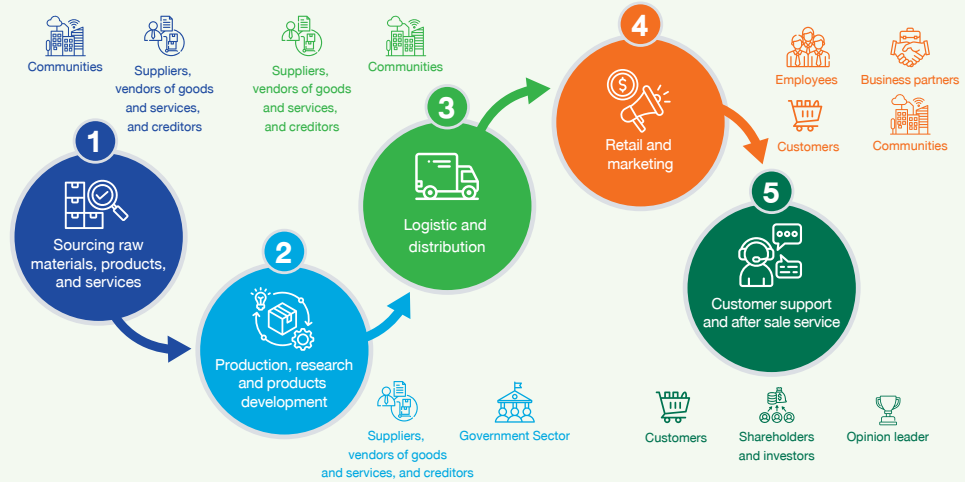 Communities
Suppliers,
vendors of goods
and services,
and creditors
Suppliers,
vendors of goods
and services,
and creditors
Communities
1
Sourcing raw
materials, products,
and services
2
Production, research
and products
development
Suppliers,
vendors of goods
and services, and creditors
Government Sector
3
Logistic and
distribution
4
Retail and
marketing
Employees
Business partners
Customers
Communities
5
Customer support
and after sale service
Customers
Shareholders
and investors
Opinion leader